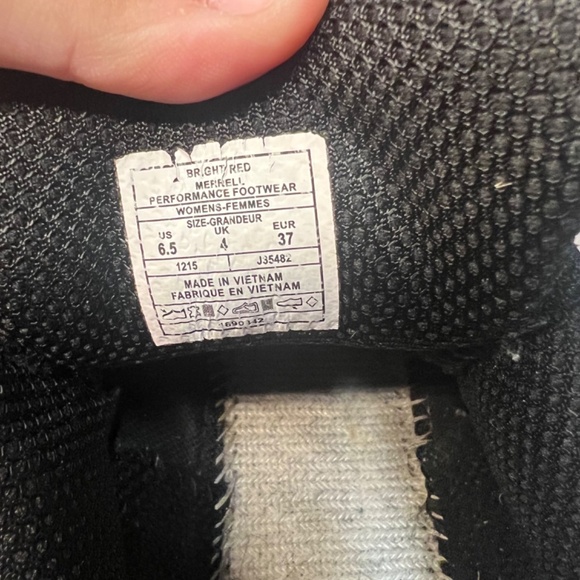 BRIGHT RED
MERRELL
PERFORMANCE FOOTWEAR
WOMENS-FEMMES
SIZE-GRANDEUR
US UK EUR
6.5 4 37
1215 J35482
MADE IN VIETNAM
FABRIQUE EN VIETNAM